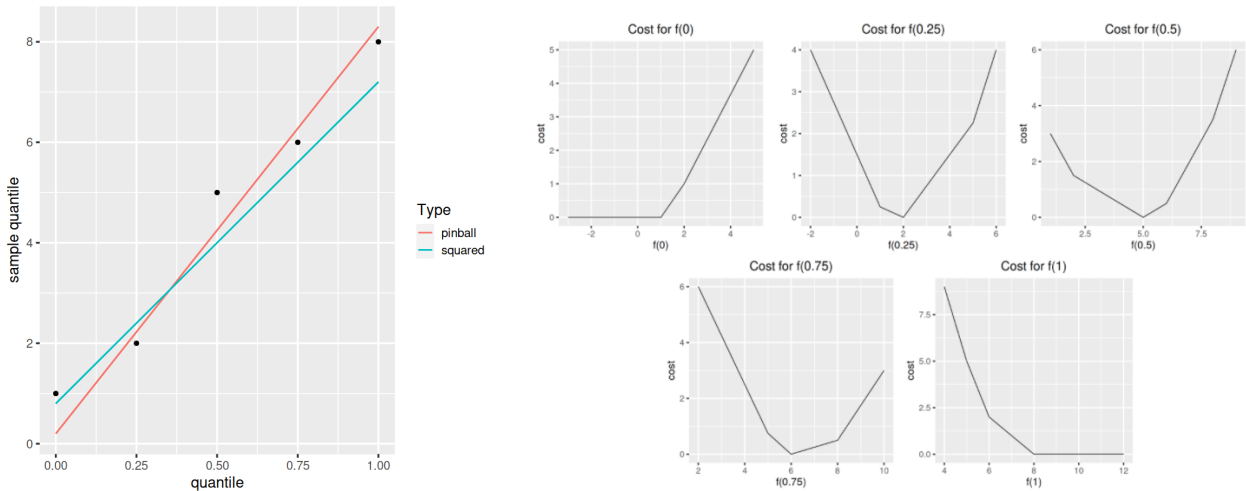 8
6
4
2
0
sample quantile
0.00 0.25 0.50 0.75 1.00
quantile
Type
pinball
squared
Cost for f(0)
5
4
3
2
1
0
cost
-2 0 2 4
f(0)
Cost for f(0.25)
4
3
2
1
0
cost
-2 0 2 4 6
f(0.25)
Cost for f(0.5)
6
4
2
0
cost
2.5 5.0 7.5
f(0.5)
Cost for f(0.75)
6
4
2
0
cost
2 4 6 8 10
f(0.75)
Cost for f(1)
7.5
5.0
2.5
0.0
cost
4 6 8 10 12
f(1)